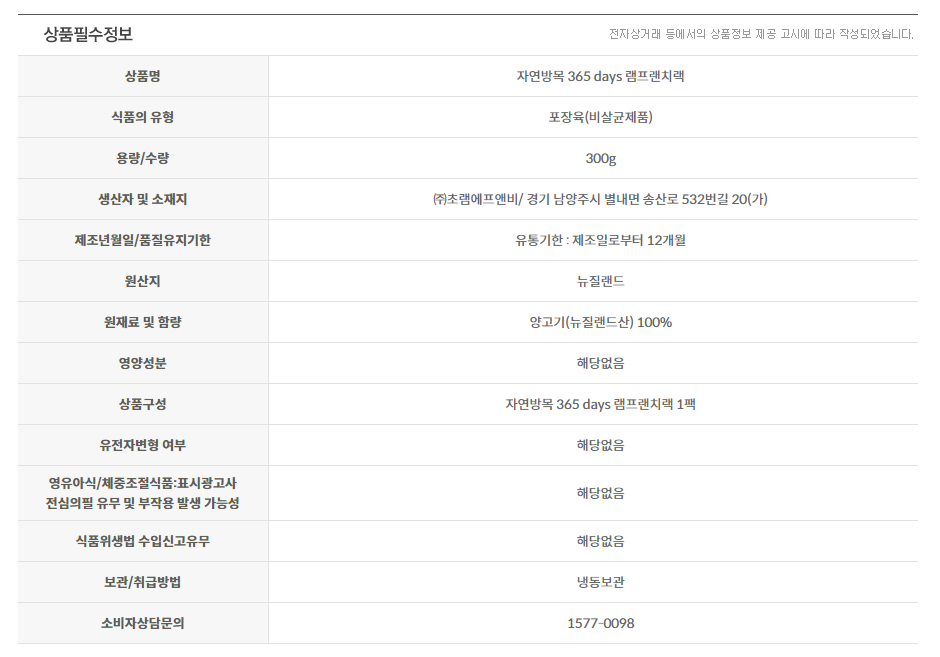 상품필수정보
전자상거래 등에서의 상품정보 제공 고시에 따라 작성되었습니다.
상품명
자연방목 365 days 램프랜치랙
식품의 유형
포장육(비살균제품)
용량/수량
300g
생산자 및 소재지
㈜초램에프앤비/ 경기 남양주시 별내면 송산로 532번길 20(가)
제조년월일/품질유지기한
유통기한 : 제조일로부터 12개월
원산지
뉴질랜드
원재료 및 함량
양고기(뉴질랜드산) 100%
영양성분
해당없음
상품구성
자연방목 365 days 램프랜치랙 1팩
유전자변형 여부
해당없음
영유아식/체중조절식품:표시광고사
전심의필 유무 및 부작용 발생 가능성
해당없음
식품위생법 수입신고유무
해당없음
보관/취급방법
냉동보관
소비자상담문의
1577-0098